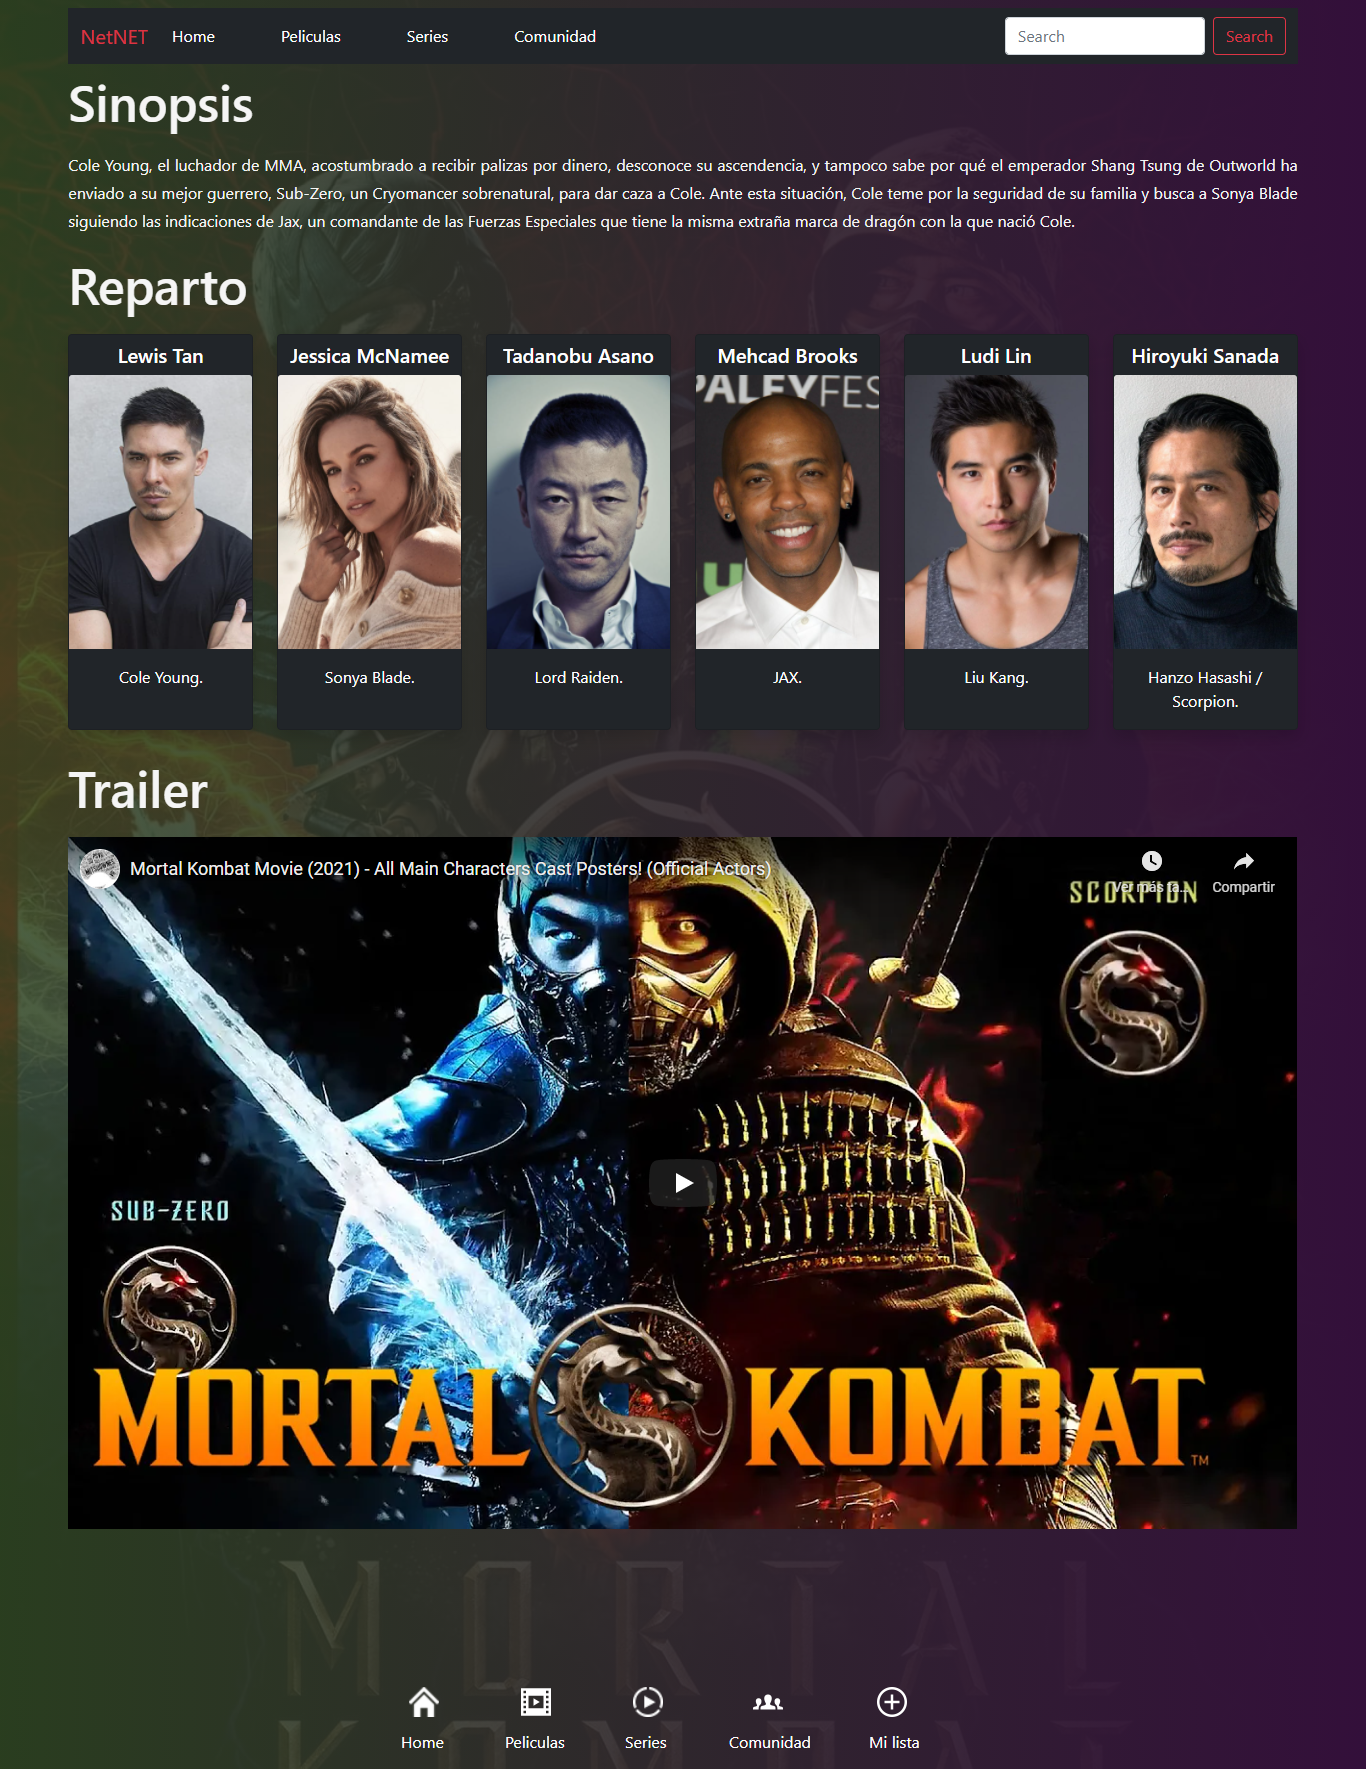 NetNET Home Peliculas Series Comunidad Search Search
Sinopsis
Cole Young, el luchador de MMA, acostumbrado a recibir palizas por dinero, desconoce su ascendencia, y tampoco sabe por qué el emperador Shang Tsung de Outworld ha
enviado a su mejor guerrero, Sub-Zero, un Cryomancer sobrenatural, para dar caza a Cole. Ante esta situación, Cole teme por la seguridad de su familia y busca a Sonya Blade
siguiendo las indicaciones de Jax, un comandante de las Fuerzas Especiales que tiene la misma extraña marca de dragón con la que nació Cole.
Reparto
Lewis Tan
Jessica McNamee
Tadanobu Asano
Mehcad Brooks
Ludi Lin
Hiroyuki Sanada
PALEYFES
Cole Young.
Sonya Blade.
Lord Raiden.
JAX.
Liu Kang.
Hanzo Hasashi /
Scorpion.
Trailer
Mortal Kombat Movie (2021) - All Main Characters Cast Posters! (Official Actors)
Ver más ta...
Compartir
SCORPION
SUB-ZERO
MORTAL KOMBAT TM
MORTAL
KOMBAT
Home Peliculas Series Comunidad Mi lista